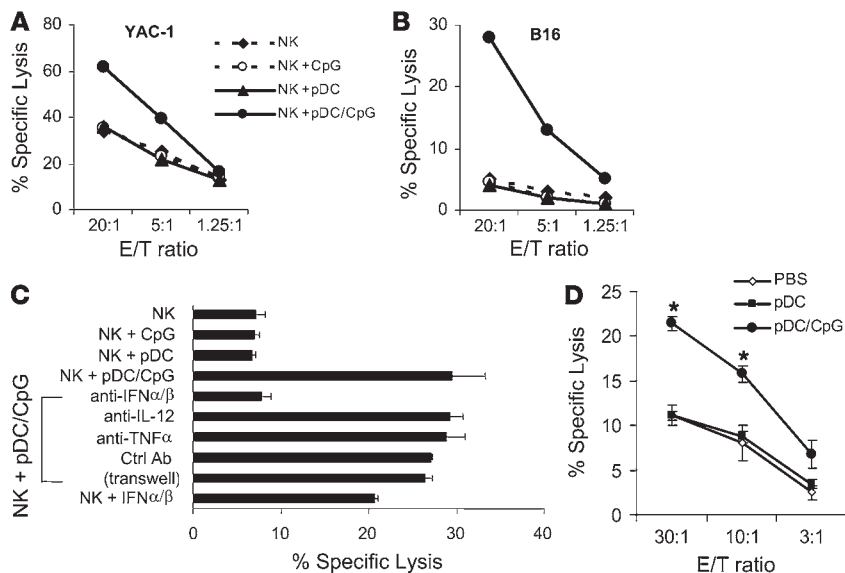 A
YAC-1
80
60
40
20
0
% Specific Lysis
20:1 5:1 1.25:1
E/T ratio
NK
NK +CpG
NK +pDC
NK +pDC/CpG
B
B16
30
20
10
0
% Specific Lysis
20:1 5:1 1.25:1
E/T ratio
C
NK
NK + CpG
NK + pDC
NK + pDC/CpG
anti-IFNα/β
anti-IL-12
anti-TNFα
Ctrl Ab
(transwell)
NK + IFNα/β
NK + pDC/CpG
0 10 20 30 40
% Specific Lysis
D
PBS
pDC
pDC/CpG
25
20
15
10
5
0
* *
% Specific Lysis
30:1 10:1 3:1
E/T ratio